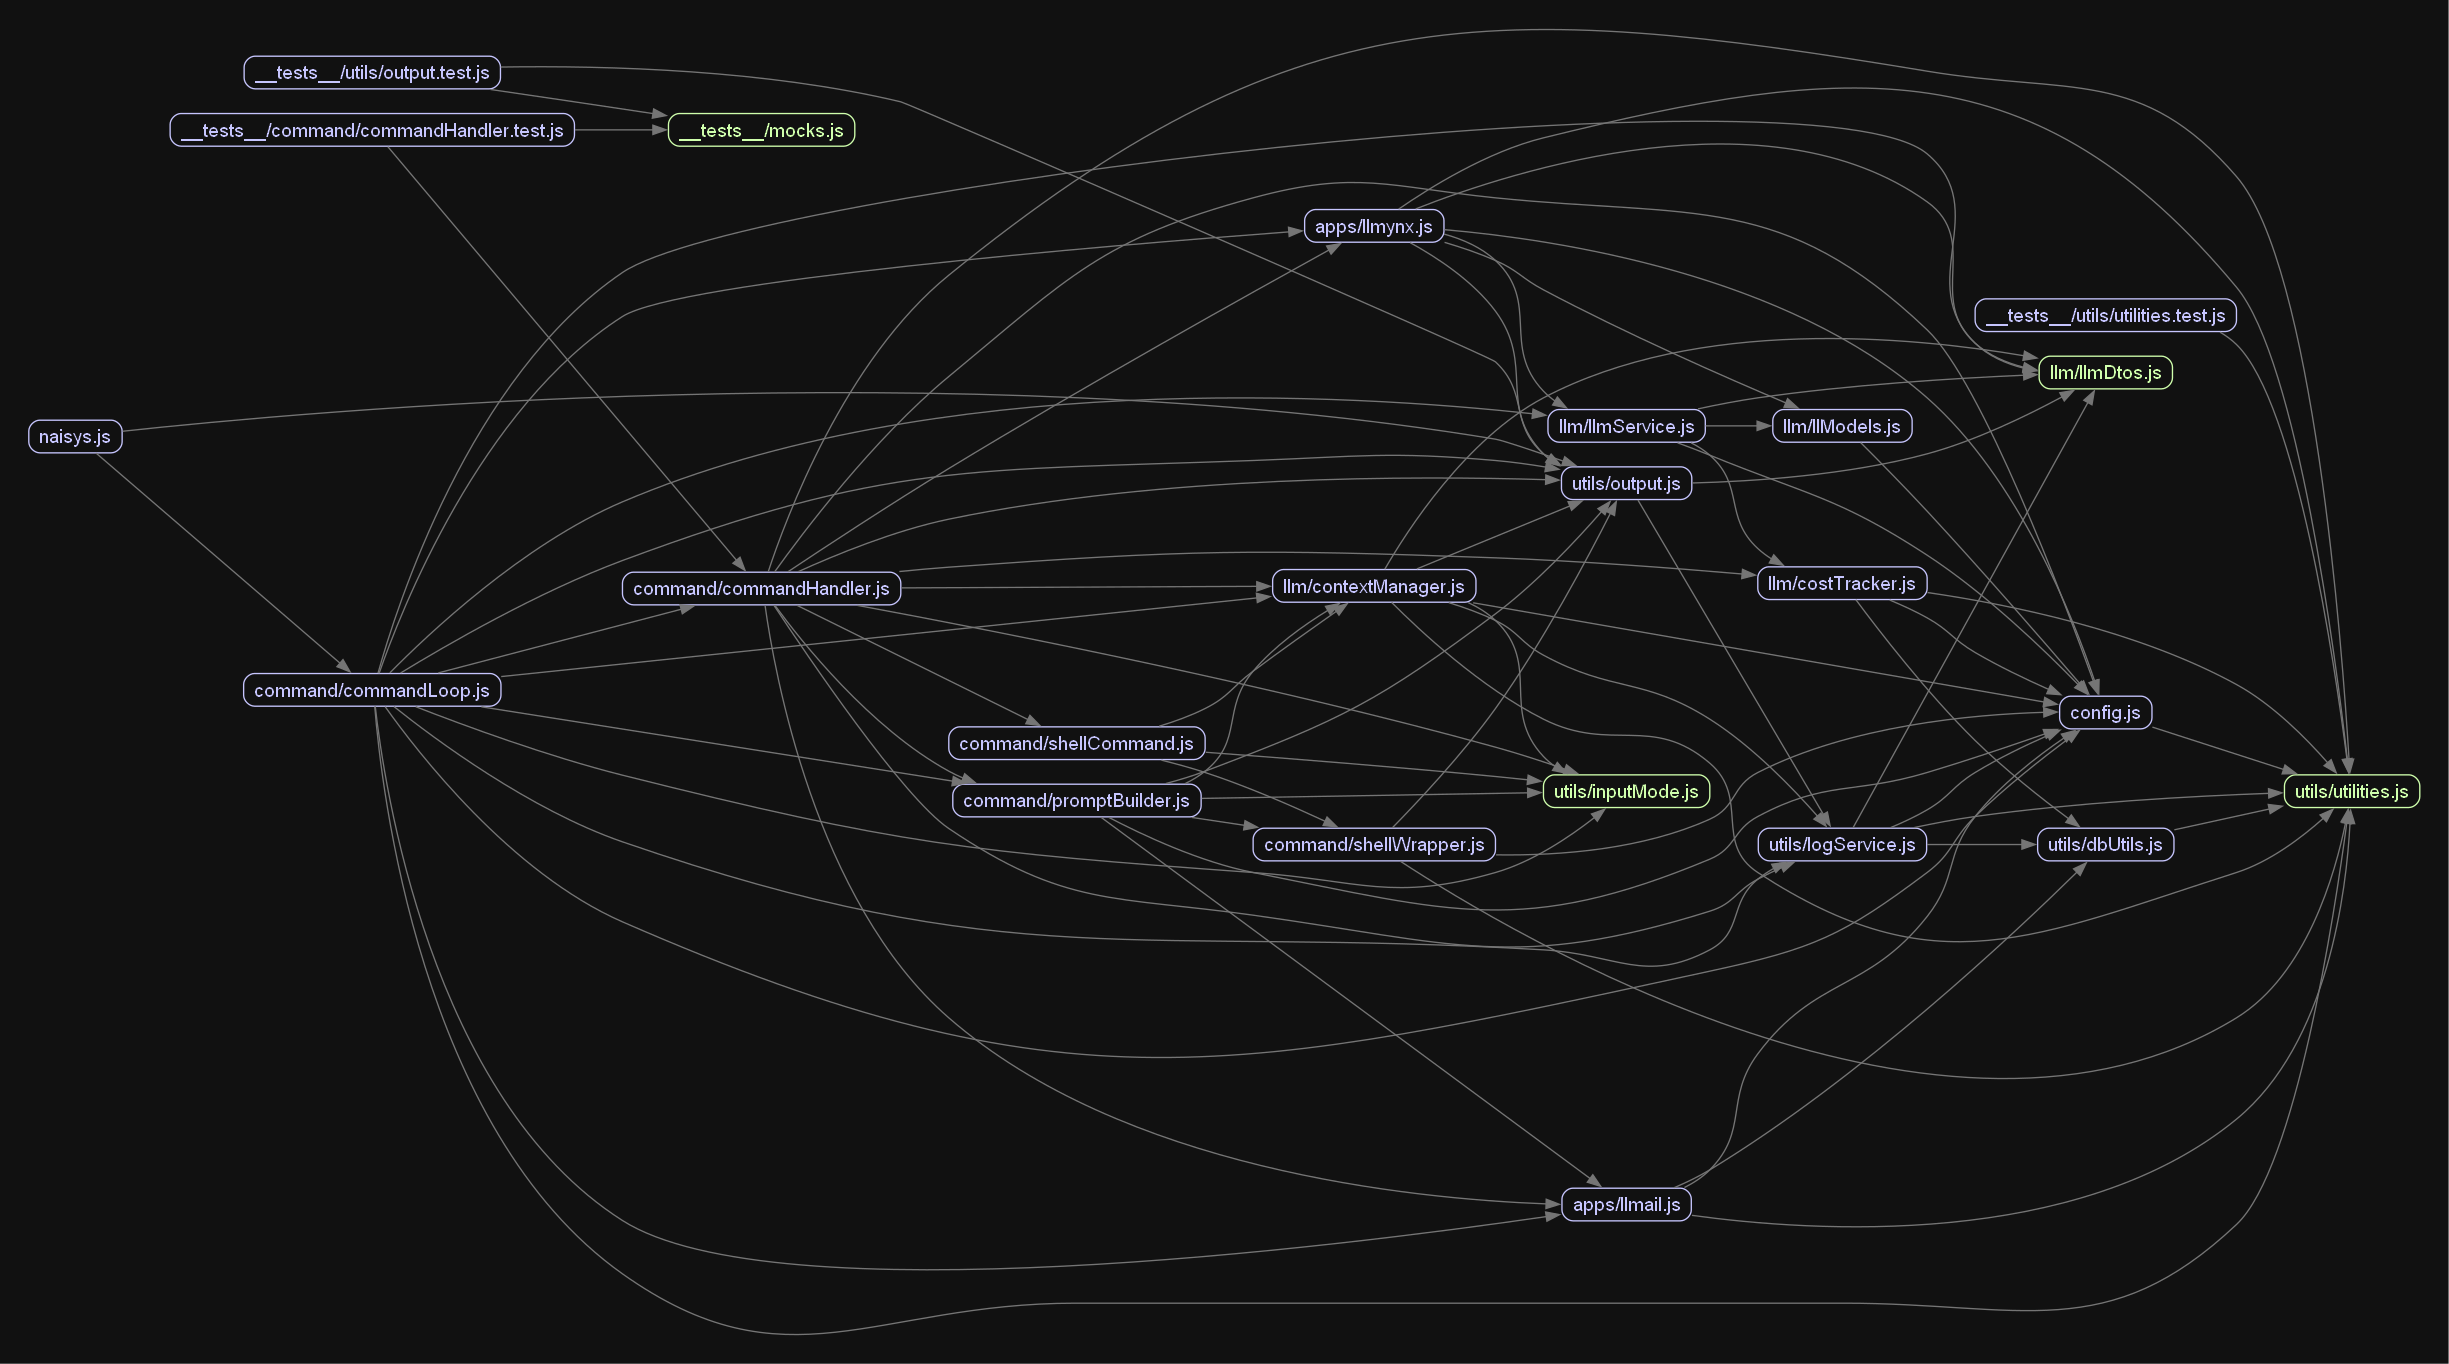 __tests__/utils/output.test.js
__tests__/command/commandHandler.test.js
__tests__/mocks.js
apps/llmynx.js
__tests__/utils/utilities.test.js
llm/llmDtos.js
naisys.js
llm/llmService.js
llm/llModels.js
utils/output.js
command/commandHandler.js
llm/contextManager.js
llm/costTracker.js
command/commandLoop.js
config.js
command/shellCommand.js
command/promptBuilder.js
utils/inputMode.js
utils/utilities.js
command/shellWrapper.js
utils/logService.js
utils/dbUtils.js
apps/llmail.js